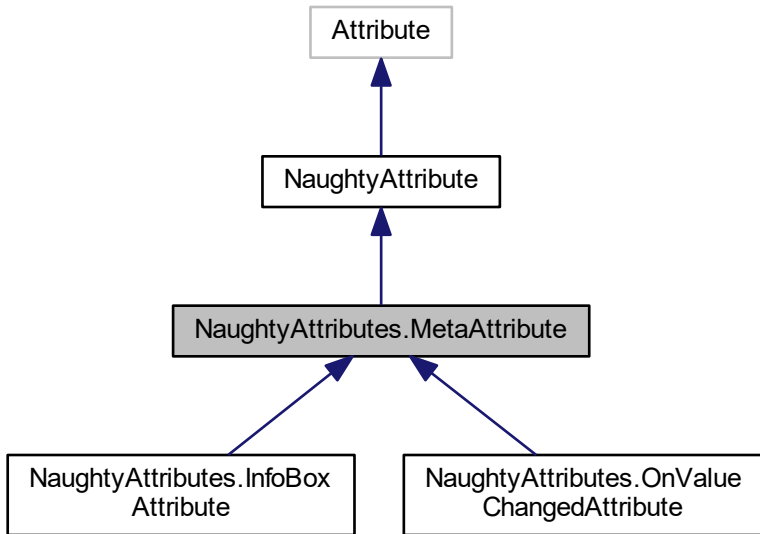 Attribute
NaughtyAttribute
NaughtyAttributes.MetaAttribute
NaughtyAttributes.InfoBox
Attribute
NaughtyAttributes.OnValue
ChangedAttribute